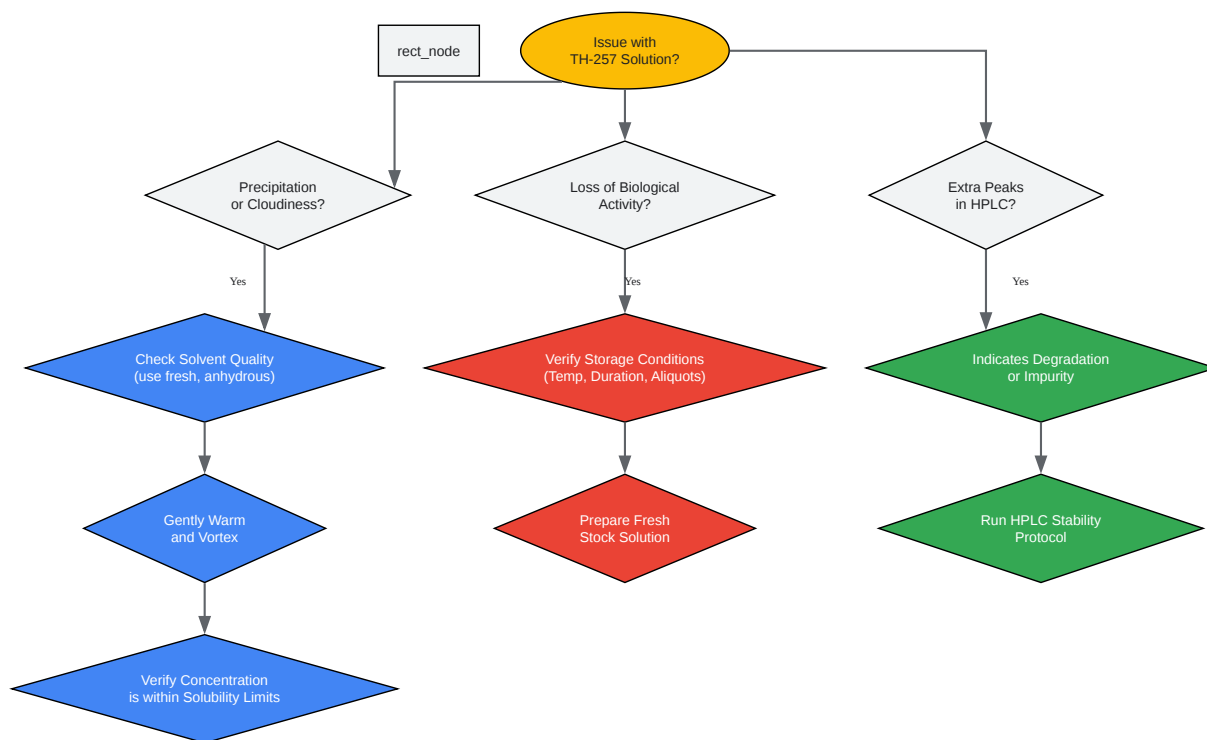 rect_node
Issue with
TH-257 Solution?
Precipitation
or Cloudiness?
Loss of Biological
Activity?
Extra Peaks
in HPLC?
Yes
Yes
Yes
Check Solvent Quality
(use fresh, anhydrous)
Verify Storage Conditions
(Temp, Duration, Aliquots)
Indicates Degradation
or Impurity
Gently Warm
and Vortex
Prepare Fresh
Stock Solution
Run HPLC Stability
Protocol
Verify Concentration
is within Solubility Limits